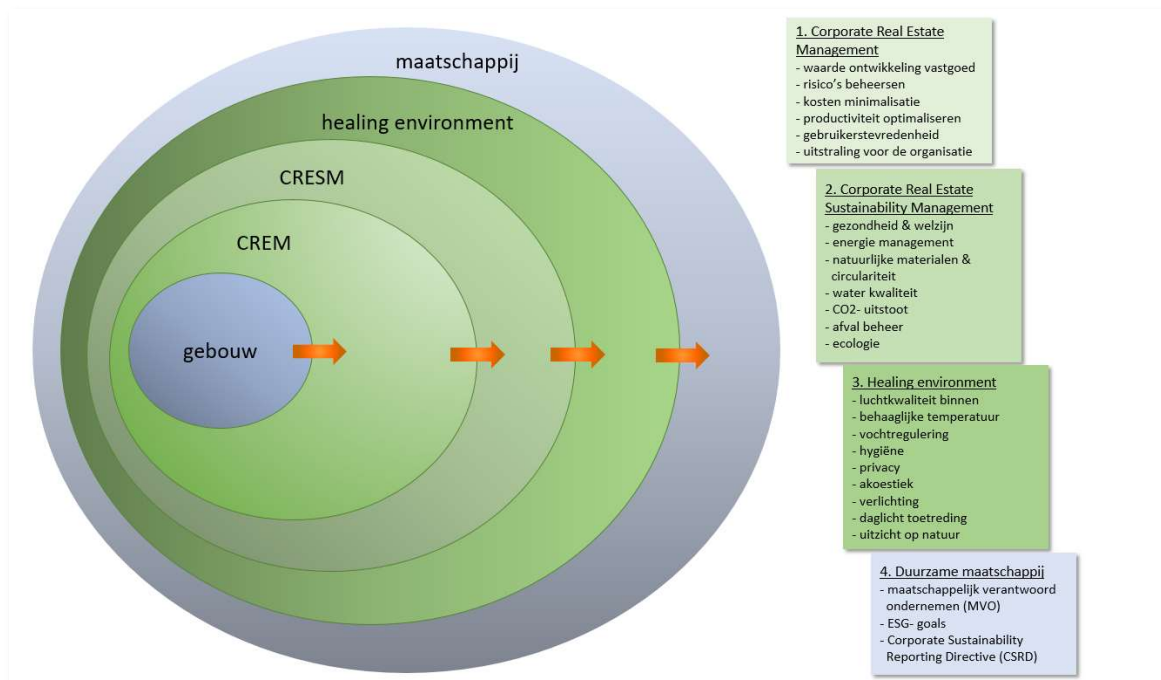 maatschappij
healing environment
CRESM
CREM
gebouw
1. Corporate Real Estate
Management
- waarde ontwikkeling vastgoed
- risico’s beheersen
- kosten minimalisatie
- productiviteit optimaliseren
- gebruikerstevredenheid
- uitstraling voor de organisatie
2. Corporate Real Estate
Sustainability Management
- gezondheid & welzijn
- energie management
- natuurlijke materialen &
circulariteit
- water kwaliteit
- CO2- uitstoot
- afval beheer
- ecologie
3. Healing environment
- luchtkwaliteit binnen
- behaaglijke temperatuur
- vochtregulering
- hygiëne
- privacy
- akoestiek
- verlichting
- daglicht toetreding
- uitzicht op natuur
4. Duurzame maatschappij
- maatschappelijk verantwoord
ondernemen (MVO)
- ESG- goals
- Corporate Sustainability
Reporting Directive (CSRD)